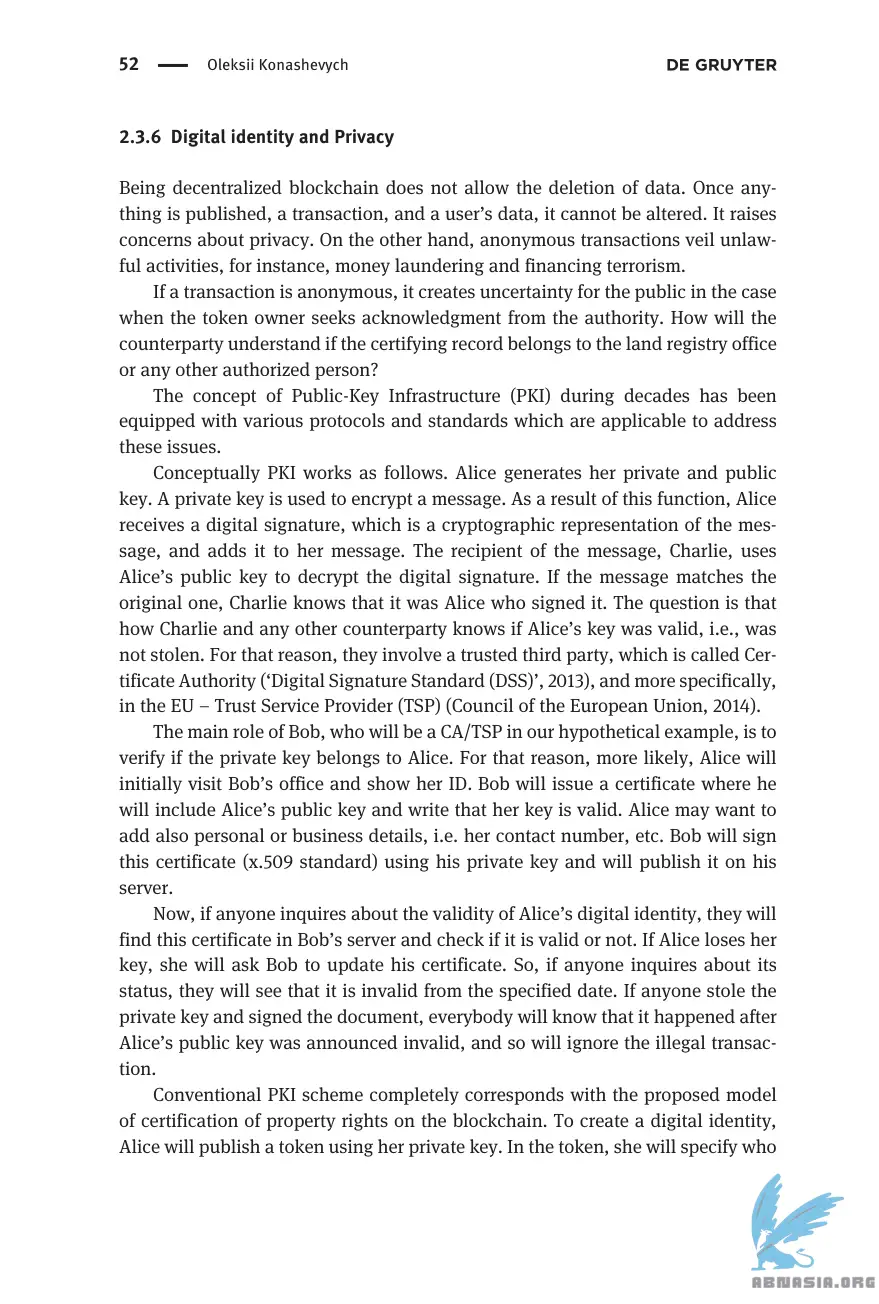 52 — Oleksii Konashevych DE GRUYTER
2.3.6 Digital identity and Privacy
Being decentralized blockchain does not allow the deletion of data. Once any-
thing is published, a transaction, and a user’s data, it cannot be altered. It raises
concerns about privacy. On the other hand, anonymous transactions veil unlaw-
ful activities, for instance, money laundering and financing terrorism.
If a transaction is anonymous, it creates uncertainty for the public in the case
when the token owner seeks acknowledgment from the authority. How will the
counterparty understand if the certifying record belongs to the land registry office
or any other authorized person?
The concept of Public-Key Infrastructure (PKI) during decades has been
equipped with various protocols and standards which are applicable to address
these issues.
Conceptually PKI works as follows. Alice generates her private and public
key. A private key is used to encrypt a message. As a result of this function, Alice
receives a digital signature, which is a cryptographic representation of the mes-
sage, and adds it to her message. The recipient of the message, Charlie, uses
Alice’s public key to decrypt the digital signature. If the message matches the
original one, Charlie knows that it was Alice who signed it. The question is that
how Charlie and any other counterparty knows if Alice’s key was valid, i.e., was
not stolen. For that reason, they involve a trusted third party, which is called Cer-
tificate Authority (‘Digital Signature Standard (DSS)’, 2013), and more specifically,
in the EU – Trust Service Provider (TSP) (Council of the European Union, 2014).
The main role of Bob, who will be a CA/TSP in our hypothetical example, is to
verify if the private key belongs to Alice. For that reason, more likely, Alice will
initially visit Bob’s office and show her ID. Bob will issue a certificate where he
will include Alice’s public key and write that her key is valid. Alice may want to
add also personal or business details, i.e. her contact number, etc. Bob will sign
this certificate (x.509 standard) using his private key and will publish it on his
server.
Now, if anyone inquires about the validity of Alice’s digital identity, they will
find this certificate in Bob’s server and check if it is valid or not. If Alice loses her
key, she will ask Bob to update his certificate. So, if anyone inquires about its
status, they will see that it is invalid from the specified date. If anyone stole the
private key and signed the document, everybody will know that it happened after
Alice’s public key was announced invalid, and so will ignore the illegal transac-
tion.
Conventional PKI scheme completely corresponds with the proposed model
of certification of property rights on the blockchain. To create a digital identity,
Alice will publish a token using her private key. In the token, she will specify who
ABNASIA.ORG